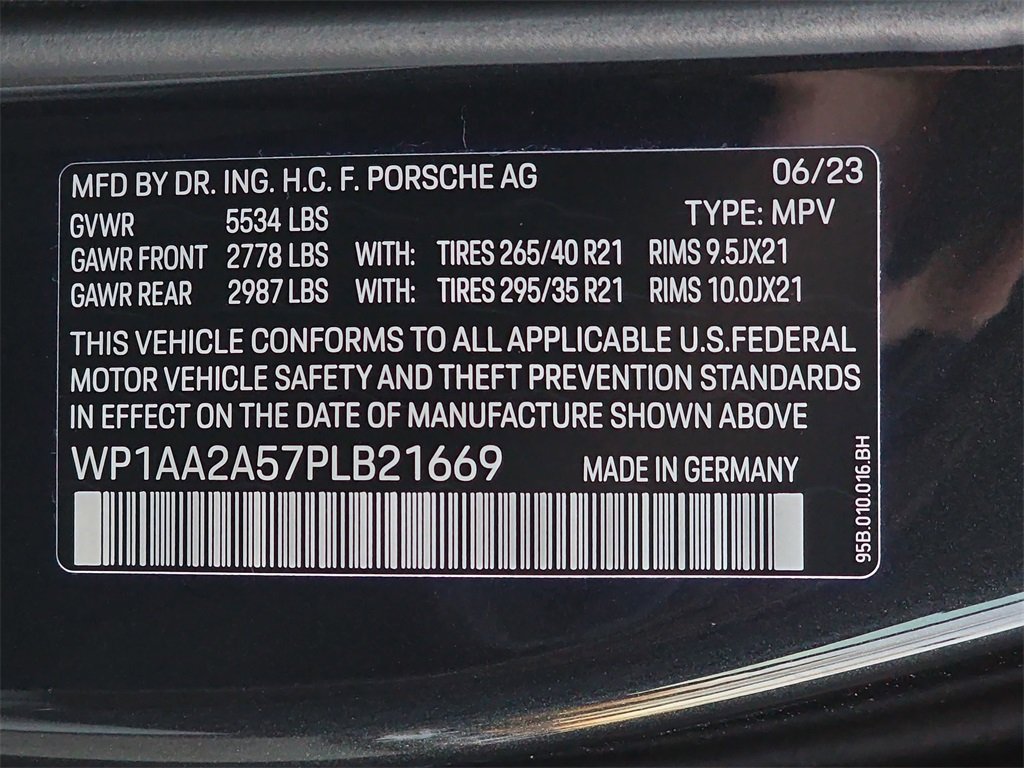 MFD BY DR. ING. H.C. F. PORSCHE AG 06/23
GVWR 5534 LBS TYPE: MPV
GAWR FRONT 2778 LBS WITH: TIRES 265/40 R21 RIMS 9.5JX21
GAWR REAR 2987 LBS WITH: TIRES 295/35 R21 RIMS 10.0JX21
THIS VEHICLE CONFORMS TO ALL APPLICABLE U.S.FEDERAL
MOTOR VEHICLE SAFETY AND THEFT PREVENTION STANDARDS
IN EFFECT ON THE DATE OF MANUFACTURE SHOWN ABOVE
WP1AA2A57PLB21669 MADE IN GERMANY
95B.010.016.BH